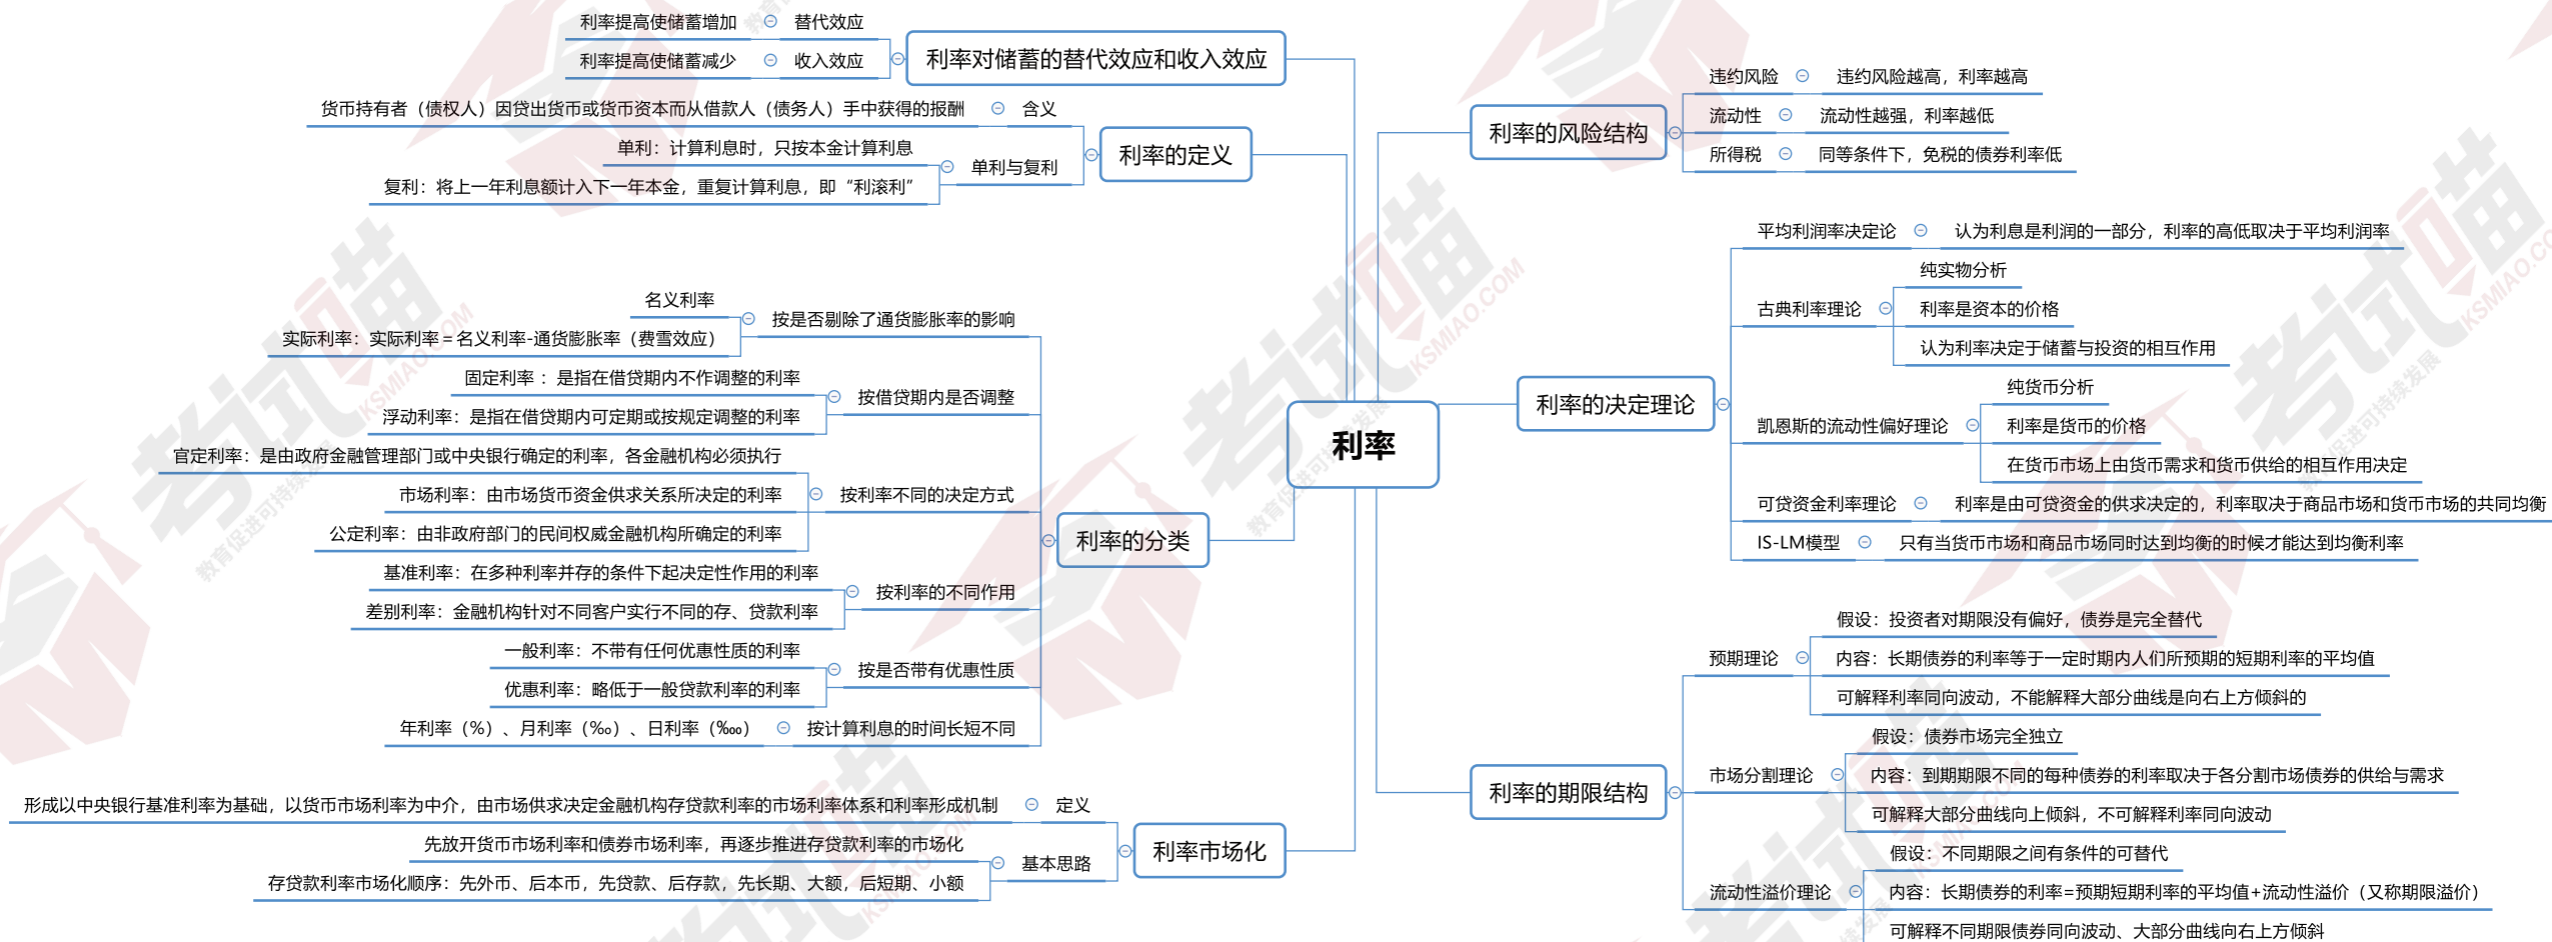 利率
利率对储蓄的替代效应和收入效应
替代效应
利率提高使储蓄增加
收入效应
利率提高使储蓄减少
利率的定义
含义
货币持有者（债权人）因贷出货币或货币资本而从借款人（债务人）手中获得的报酬
单利与复利
单利：计算利息时，只按本金计算利息
复利：将上一年利息额计入下一年本金，重复计算利息，即“利滚利”
利率的分类
按是否剔除了通货膨胀率的影响
名义利率
实际利率：实际利率=名义利率-通货膨胀率（费雪效应）
按借贷期内是否调整
固定利率 ：是指在借贷期内不作调整的利率
浮动利率：是指在借贷期内可定期或按规定调整的利率
按利率不同的决定方式
官定利率：是由政府金融管理部门或中央银行确定的利率，各金融机构必须执行
市场利率：由市场货币资金供求关系所决定的利率
公定利率：由非政府部门的民间权威金融机构所确定的利率
按利率的不同作用
基准利率：在多种利率并存的条件下起决定性作用的利率
差别利率：金融机构针对不同客户实行不同的存、贷款利率
按是否带有优惠性质
一般利率：不带有任何优惠性质的利率
优惠利率：略低于一般贷款利率的利率
按计算利息的时间长短不同
年利率（%）、月利率（‰）、日利率（‱）
利率市场化
定义
形成以中央银行基准利率为基础，以货币市场利率为中介，由市场供求决定金融机构存贷款利率的市场利率体系和利率形成机制
基本思路
先放开货币市场利率和债券市场利率，再逐步推进存贷款利率的市场化
存贷款利率市场化顺序：先外币、后本币，先贷款、后存款，先长期、大额，后短期、小额
利率的风险结构
违约风险
违约风险越高，利率越高
流动性
流动性越强，利率越低
所得税
同等条件下，免税的债券利率低
利率的决定理论
平均利润率决定论
认为利息是利润的一部分，利率的高低取决于平均利润率
古典利率理论
纯实物分析
利率是资本的价格
认为利率决定于储蓄与投资的相互作用
凯恩斯的流动性偏好理论
纯货币分析
利率是货币的价格
在货币市场上由货币需求和货币供给的相互作用决定
可贷资金利率理论
利率是由可贷资金的供求决定的，利率取决于商品市场和货币市场的共同均衡
IS-LM模型
只有当货币市场和商品市场同时达到均衡的时候才能达到均衡利率
利率的期限结构
预期理论
假设：投资者对期限没有偏好，债券是完全替代
内容：长期债券的利率等于一定时期内人们所预期的短期利率的平均值
可解释利率同向波动，不能解释大部分曲线是向右上方倾斜的
市场分割理论
假设：债券市场完全独立
内容：到期期限不同的每种债券的利率取决于各分割市场债券的供给与需求
可解释大部分曲线向上倾斜，不可解释利率同向波动
流动性溢价理论
假设：不同期限之间有条件的可替代
内容：长期债券的利率=预期短期利率的平均值+流动性溢价（又称期限溢价）
可解释不同期限债券同向波动、大部分曲线向右上方倾斜
考试喵
KSMIAO.COM
教育促进可持续发展